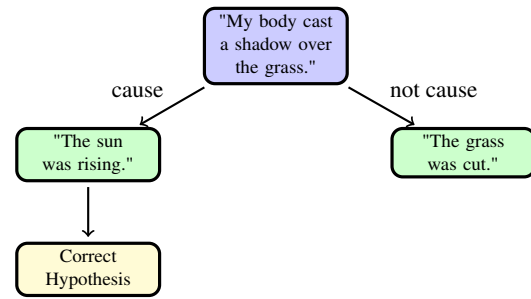 "My body cast
a shadow over
the grass."
cause
not cause
"The sun
was rising."
"The grass
was cut."
Correct
Hypothesis